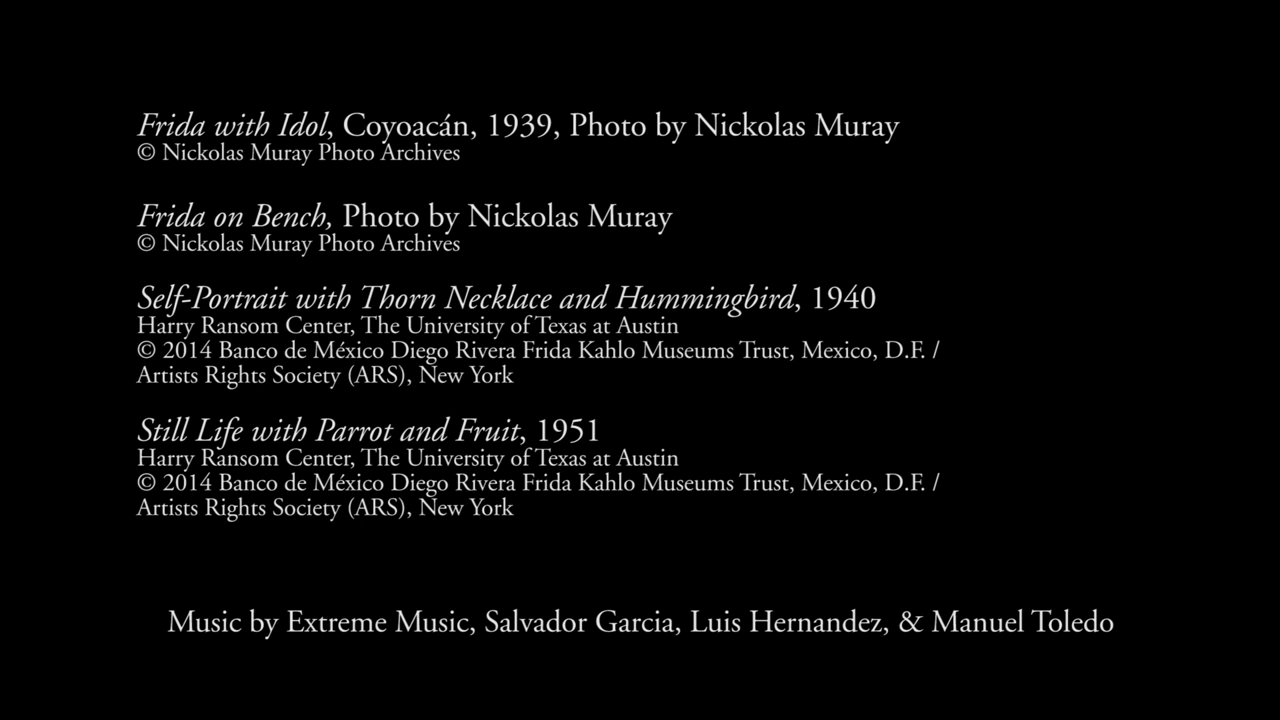 Frida with Idol, Coyoacán, 1939, Photo by Nickolas Muray
© Nickolas Muray Photo Archives
Frida on Bench, Photo by Nickolas Muray
© Nickolas Muray Photo Archives
Self-Portrait with Thorn Necklace and Hummingbird, 1940
Harry Ransom Center, The University of Texas at Austin
© 2014 Banco de México Diego Rivera Frida Kahlo Museums Trust, Mexico, D.F. /
Artists Rights Society (ARS), New York
Still Life with Parrot and Fruit, 1951
Harry Ransom Center, The University of Texas at Austin
© 2014 Banco de México Diego Rivera Frida Kahlo Museums Trust, Mexico, D.F. /
Artists Rights Society (ARS), New York
Music by Extreme Music, Salvador Garcia, Luis Hernandez, & Manuel Toledo